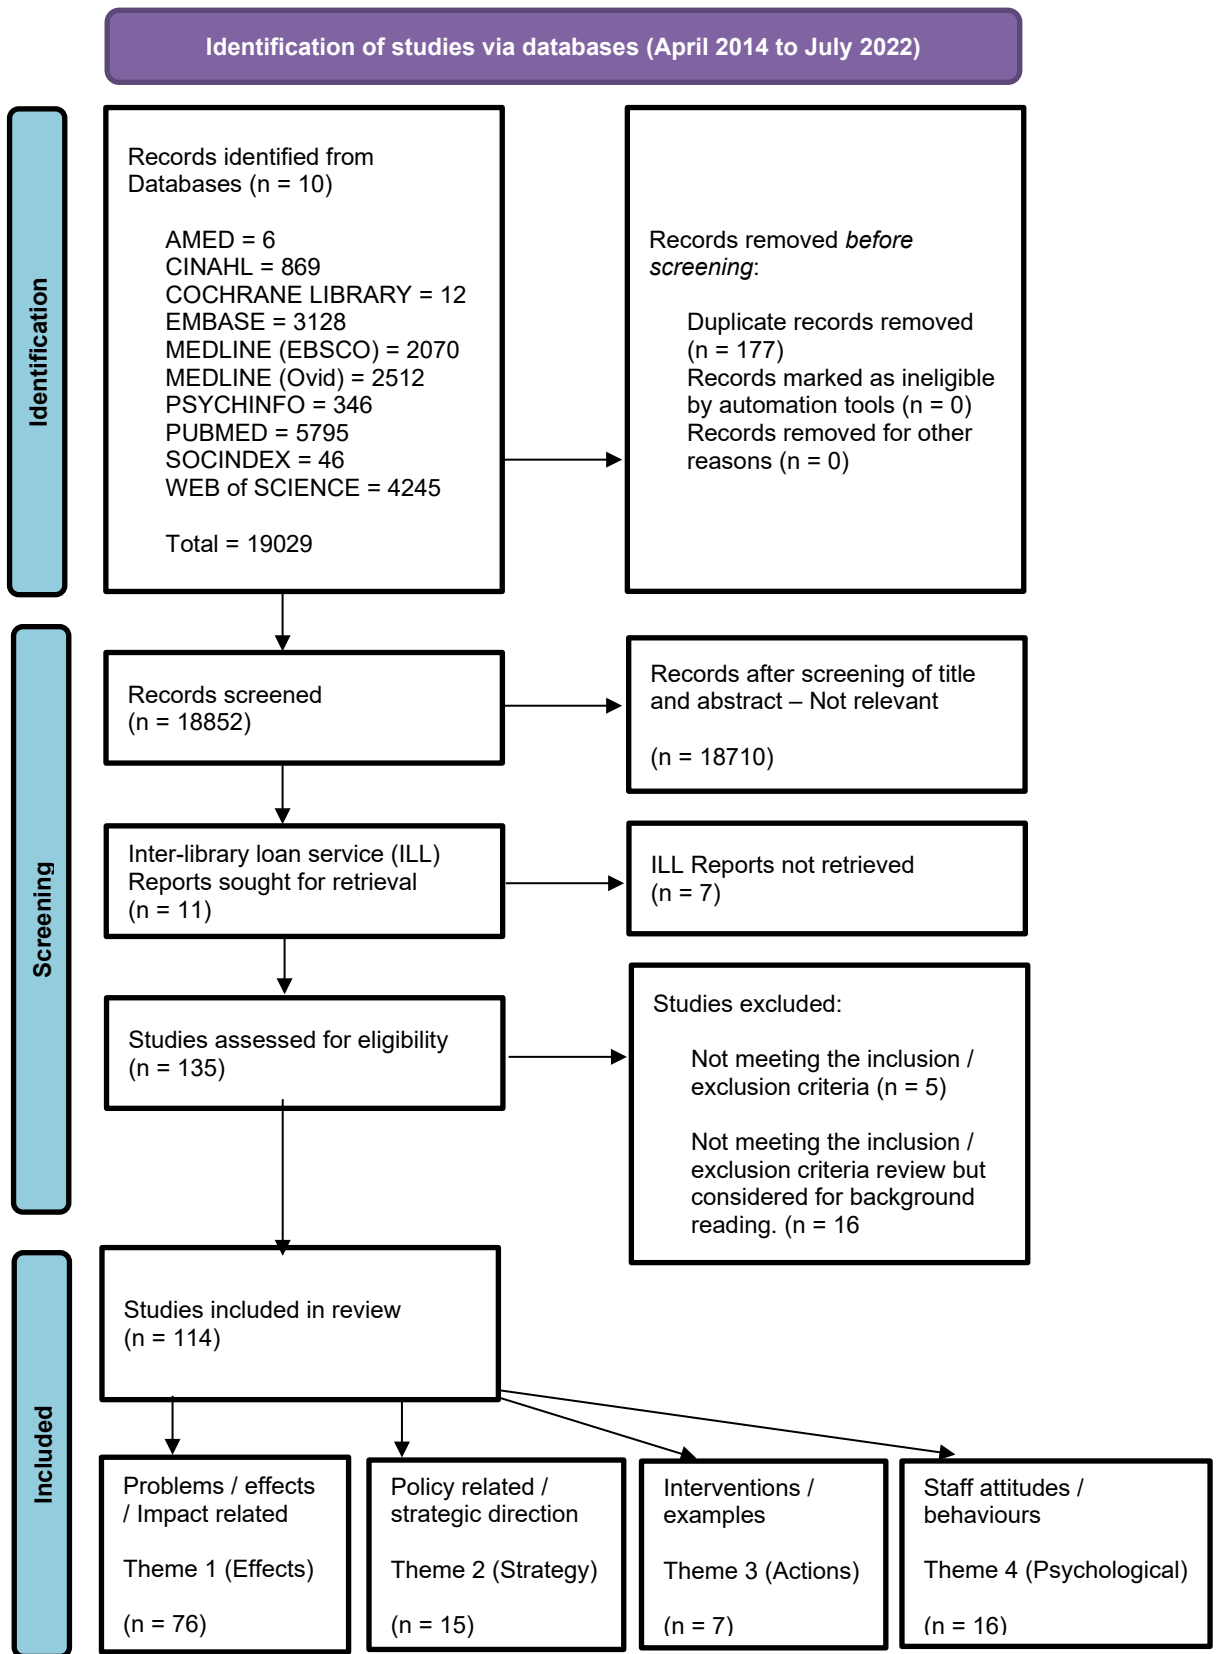 Identification of studies via databases (April 2014 to July 2022)
Identification
Records identified from
Databases (n = 10)
AMED = 6
CINAHL = 869
COCHRANE LIBRARY = 12
EMBASE = 3128
MEDLINE (EBSCO) = 2070
MEDLINE (Ovid) = 2512
PSYCHINFO = 346
PUBMED = 5795
SOCINDEX = 46
WEB of SCIENCE = 4245
Total = 19029
Records removed before
screening:
Duplicate records removed
(n = 177)
Records marked as ineligible
by automation tools (n = 0)
Records removed for other
reasons (n = 0)
Screening
Records screened
(n = 18852)
Records after screening of title
and abstract – Not relevant
(n = 18710)
Inter-library loan service (ILL)
Reports sought for retrieval
(n = 11)
ILL Reports not retrieved
(n = 7)
Studies assessed for eligibility
(n = 135)
Studies excluded:
Not meeting the inclusion /
exclusion criteria (n = 5)
Not meeting the inclusion /
exclusion criteria review but
considered for background
reading. (n = 16
Included
Studies included in review
(n = 114)
Problems / effects
/ Impact related
Theme 1 (Effects)
(n = 76)
Policy related /
strategic direction
Theme 2 (Strategy)
(n = 15)
Interventions /
examples
Theme 3 (Actions)
(n = 7)
Staff attitudes /
behaviours
Theme 4 (Psychological)
(n = 16)